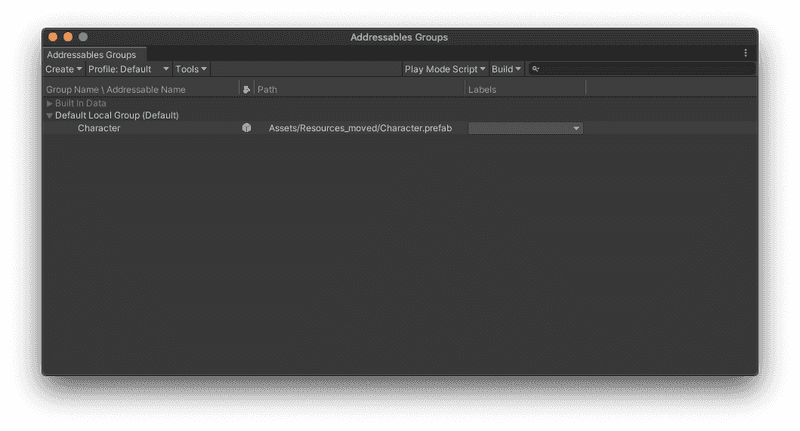 Addressables Groups
Addressables Groups
Create Profile: Default Tools Play Mode Script Build
Group Name \ Addressable Name Path Labels
Built In Data
Default Local Group (Default)
Character Assets/Resources_moved/Character.prefab